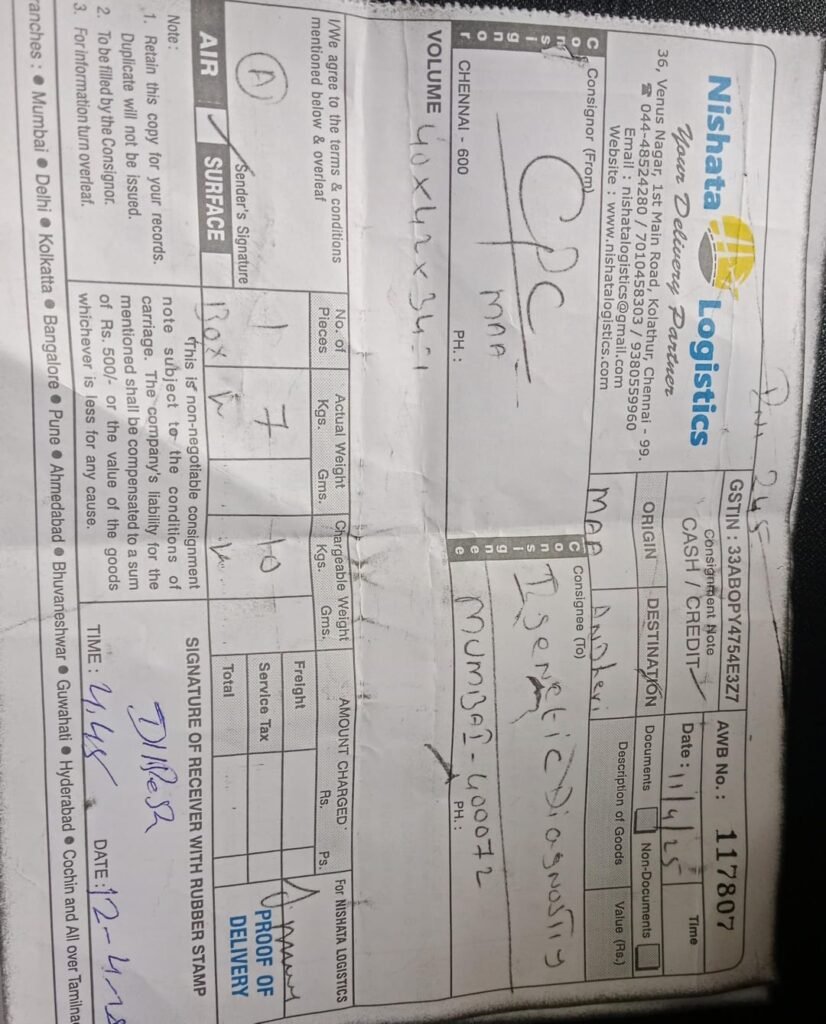 Pnr 245
Nishata Logistics
Your Delivery Partner
36, Venus Nagar, 1st Main Road, Kolathur, Chennai - 99.
☎ 044-48524280 / 7010458303 / 9380559960
Email : nishatalogistics@gmail.com
Website : www.nishatalogistics.com
GSTIN : 33ABOPY4754E3Z7
Consignment Note
CASH / CREDIT ✓
AWB No. : 117807
Date : 11/4/25
Time
ORIGIN
DESTINATION
Documents
Non-Documents
MAA
Andheri
Description of Goods
Value (Rs.)
Consignor
Consignor (From)
CPC
MAA
CHENNAI - 600
PH. :
Consignee
Consignee (To)
Igenetic Diagnosty
MUMBAI-400072
PH. :
VOLUME 40 x 42 x 34 - 1
I/We agree to the terms & conditions
mentioned below & overleaf
A
Sender's Signature
AIR
✓
SURFACE
No. of
Pieces
Actual Weight
Kgs.
Gms.
Chargeable Weight
Kgs.
Gms.
AMOUNT CHARGED
Rs.
Ps.
1
Box
7
10
Freight
Service Tax
Total
For NISHATA LOGISTICS
PROOF OF
DELIVERY
Note :
1. Retain this copy for your records.
Duplicate will not be issued.
2. To be filled by the Consignor.
3. For information turn overleaf.
This is non-negotiable consignment
note subject to the conditions of
carriage. The company's liability for the
mentioned shall be compensated to a sum
of Rs. 500/- or the value of the goods
whichever is less for any cause.
SIGNATURE OF RECEIVER WITH RUBBER STAMP
TIME : 4.45
DATE : 12-4-25
ranches : ● Mumbai ● Delhi ● Kolkatta ● Bangalore ● Pune ● Ahmedabad ● Bhuvaneshwar ● Guwahati ● Hyderabad ● Cochin and All over Tamilna